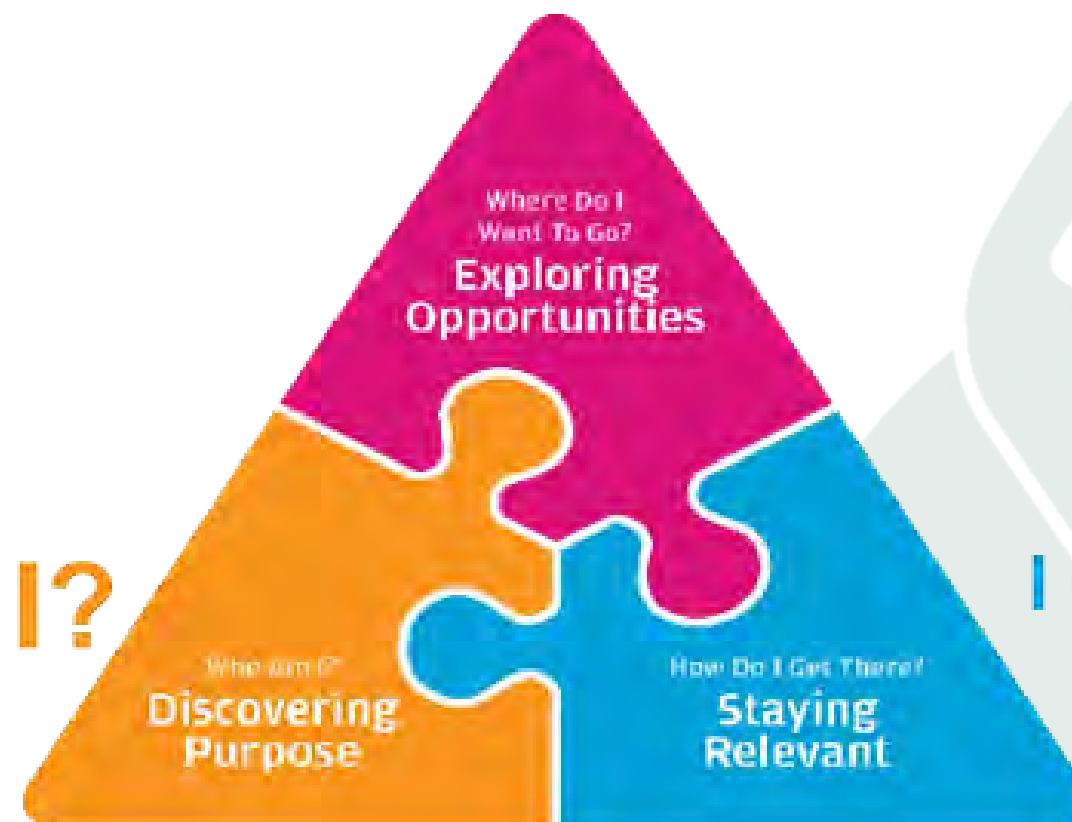 Where Do I
Want To Go?
Exploring
Opportunities
I?
I
Who am I?
Discovering
Purpose
How Do I Get There?
Staying
Relevant